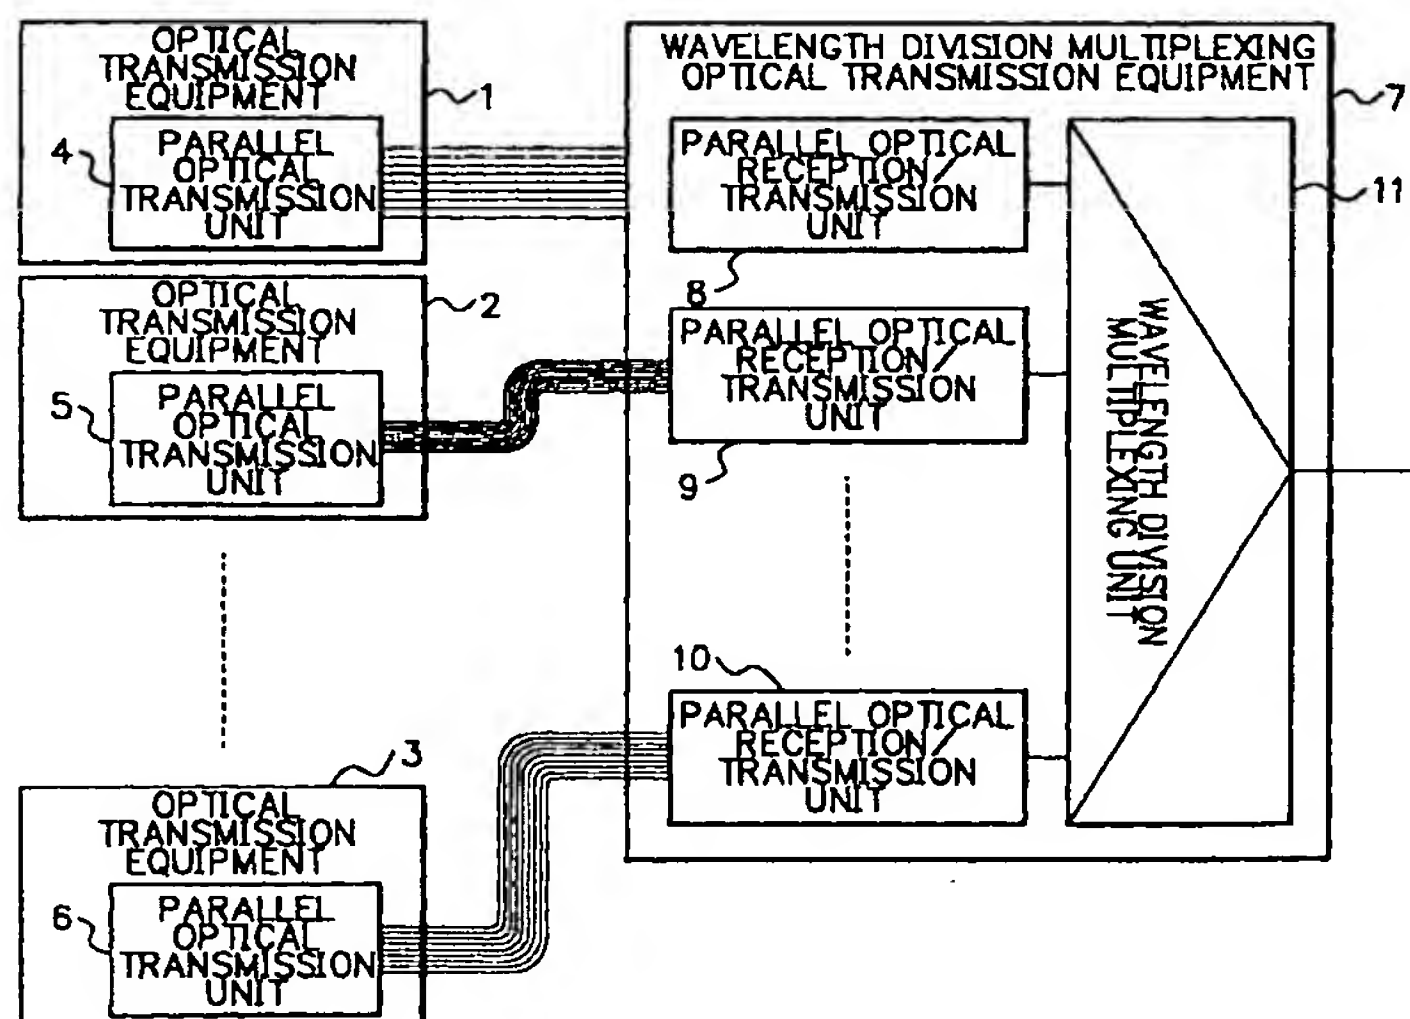 OPTICAL
TRANSMISSION
EQUIPMENT
1
4
PARALLEL
OPTICAL
TRANSMISSION
UNIT
OPTICAL
TRANSMISSION
EQUIPMENT
2
5
PARALLEL
OPTICAL
TRANSMISSION
UNIT
3
OPTICAL
TRANSMISSION
EQUIPMENT
6
PARALLEL
OPTICAL
TRANSMISSION
UNIT
WAVELENGTH DIVISION MULTIPLEXING
OPTICAL TRANSMISSION EQUIPMENT
7
PARALLEL OPTICAL
RECEPTION/
TRANSMISSION
UNIT
8
PARALLEL OPTICAL
RECEPTION/
TRANSMISSION
UNIT
9
10
PARALLEL OPTICAL
RECEPTION/
TRANSMISSION
UNIT
WAVELENGTH DIVISION
MULTIPLEXING UNIT
11